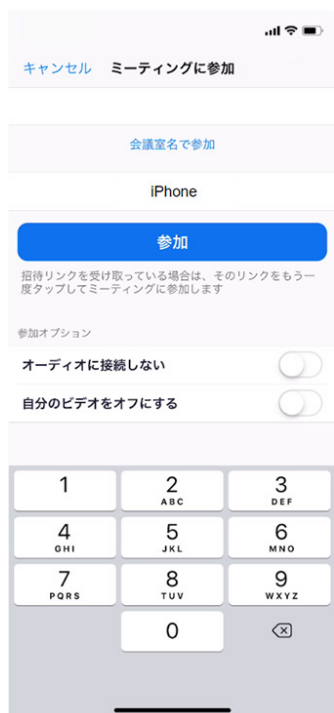 キャンセル ミーティングに参加
会議室名で参加
iPhone
参加
招待リンクを受け取っている場合は、そのリンクをもう一
度タップしてミーティングに参加します
参加オプション
オーディオに接続しない
自分のビデオをオフにする
1 2 3
ABC DEF
4 5 6
GHI JKL MNO
7 8 9
PQRS TUV WXYZ
0